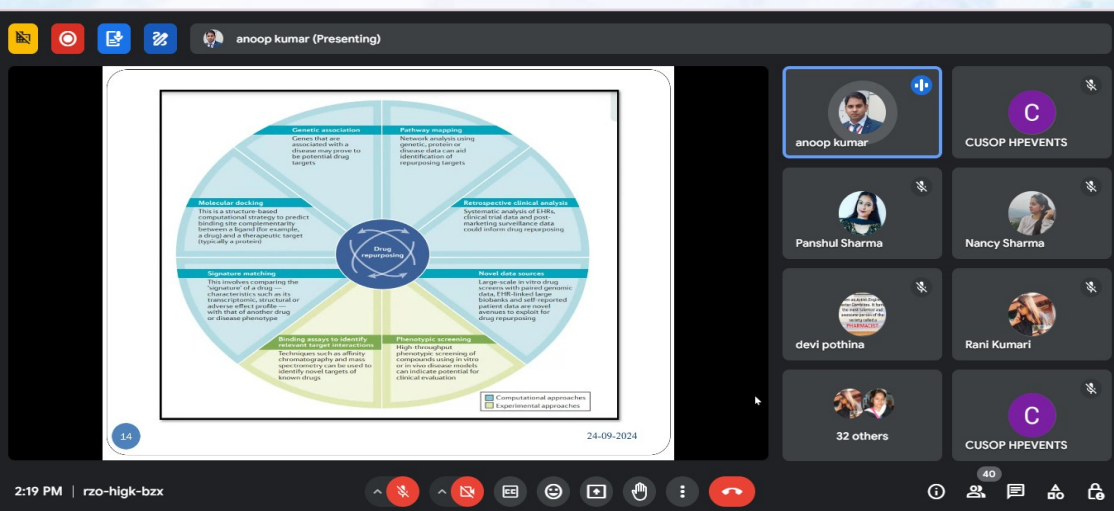 anoop kumar (Presenting)
Genetic association
Genes that are
associated with a
disease may prove to
be potential drug
targets
Pathway mapping
Network analysis using
genetic, protein or
disease data can aid
identification of
repurposing targets
Molecular docking
This is a structure-based
computational strategy to predict
binding site complementarity
between a ligand (for example,
a drug) and a therapeutic target
(typically a protein)
Retrospective clinical analysis
Systematic analysis of EHRs,
clinical trial data and post-
marketing surveillance data
could inform drug repurposing
Drug
repurposing
Signature matching
This involves comparing the
'signature' of a drug —
characteristics such as its
transcriptomic, structural or
adverse effect profile —
with that of another drug
or disease phenotype
Novel data sources
Large-scale in vitro drug
screens with paired genomic
data, EHR-linked large
biobanks and self-reported
patient data are novel
avenues to exploit for
drug repurposing
Binding assays to identify
relevant target interactions
Techniques such as affinity
chromatography and mass
spectrometry can be used to
identify novel targets of
known drugs
Phenotypic screening
High-throughput
phenotypic screening of
compounds using in vitro
or in vivo disease models
can indicate potential for
clinical evaluation
Computational approaches
Experimental approaches
14
24-09-2024
anoop kumar
C
CUSOP HPEVENTS
Panshul Sharma
Nancy Sharma
PHARMACIST
devi pothina
Rani Kumari
32 others
C
CUSOP HPEVENTS
2:19 PM | rzo-higk-bzx
CC
40